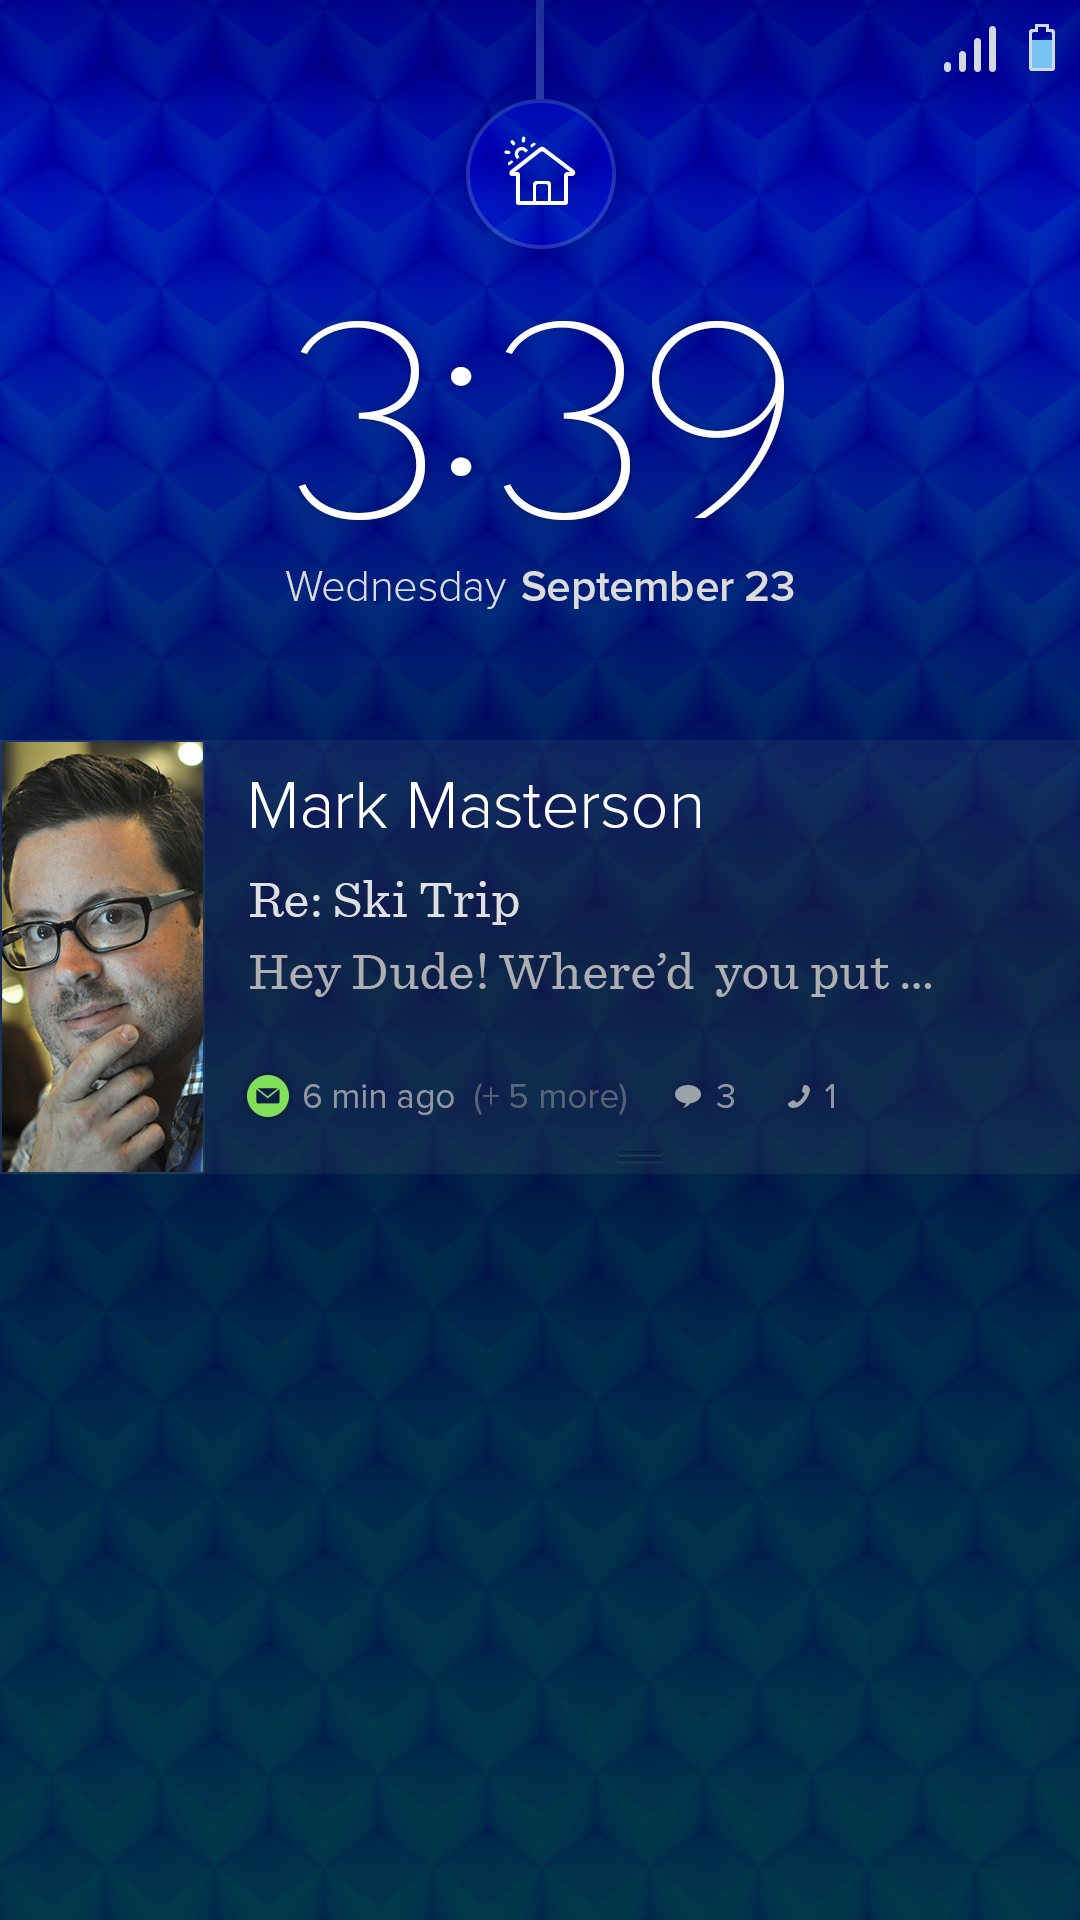 3:39
Wednesday September 23
Mark Masterson
Re: Ski Trip
Hey Dude! Where’d you put ...
6 min ago (+ 5 more) 3 1